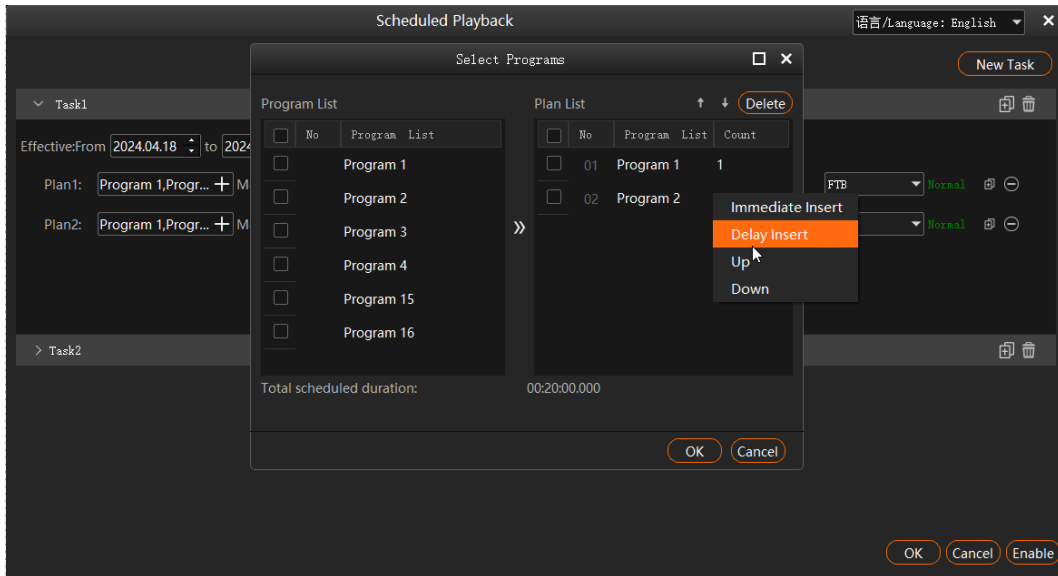 Scheduled Playback
语言/Language: English
Select Programs
New Task
Task1
Program List
Plan List
Delete
No Program List
No Program List Count
Effective:From 2024.04.18 to 2024
Program 1
01 Program 1 1
Plan1: Program 1,Progr... M
FTB
Normal
Program 2
02 Program 2
Immediate Insert
Plan2: Program 1,Progr... M
Normal
Program 3
Delay Insert
Program 4
Up
Program 15
Down
Program 16
Task2
Total scheduled duration: 00:20:00.000
OK
Cancel
OK
Cancel
Enable